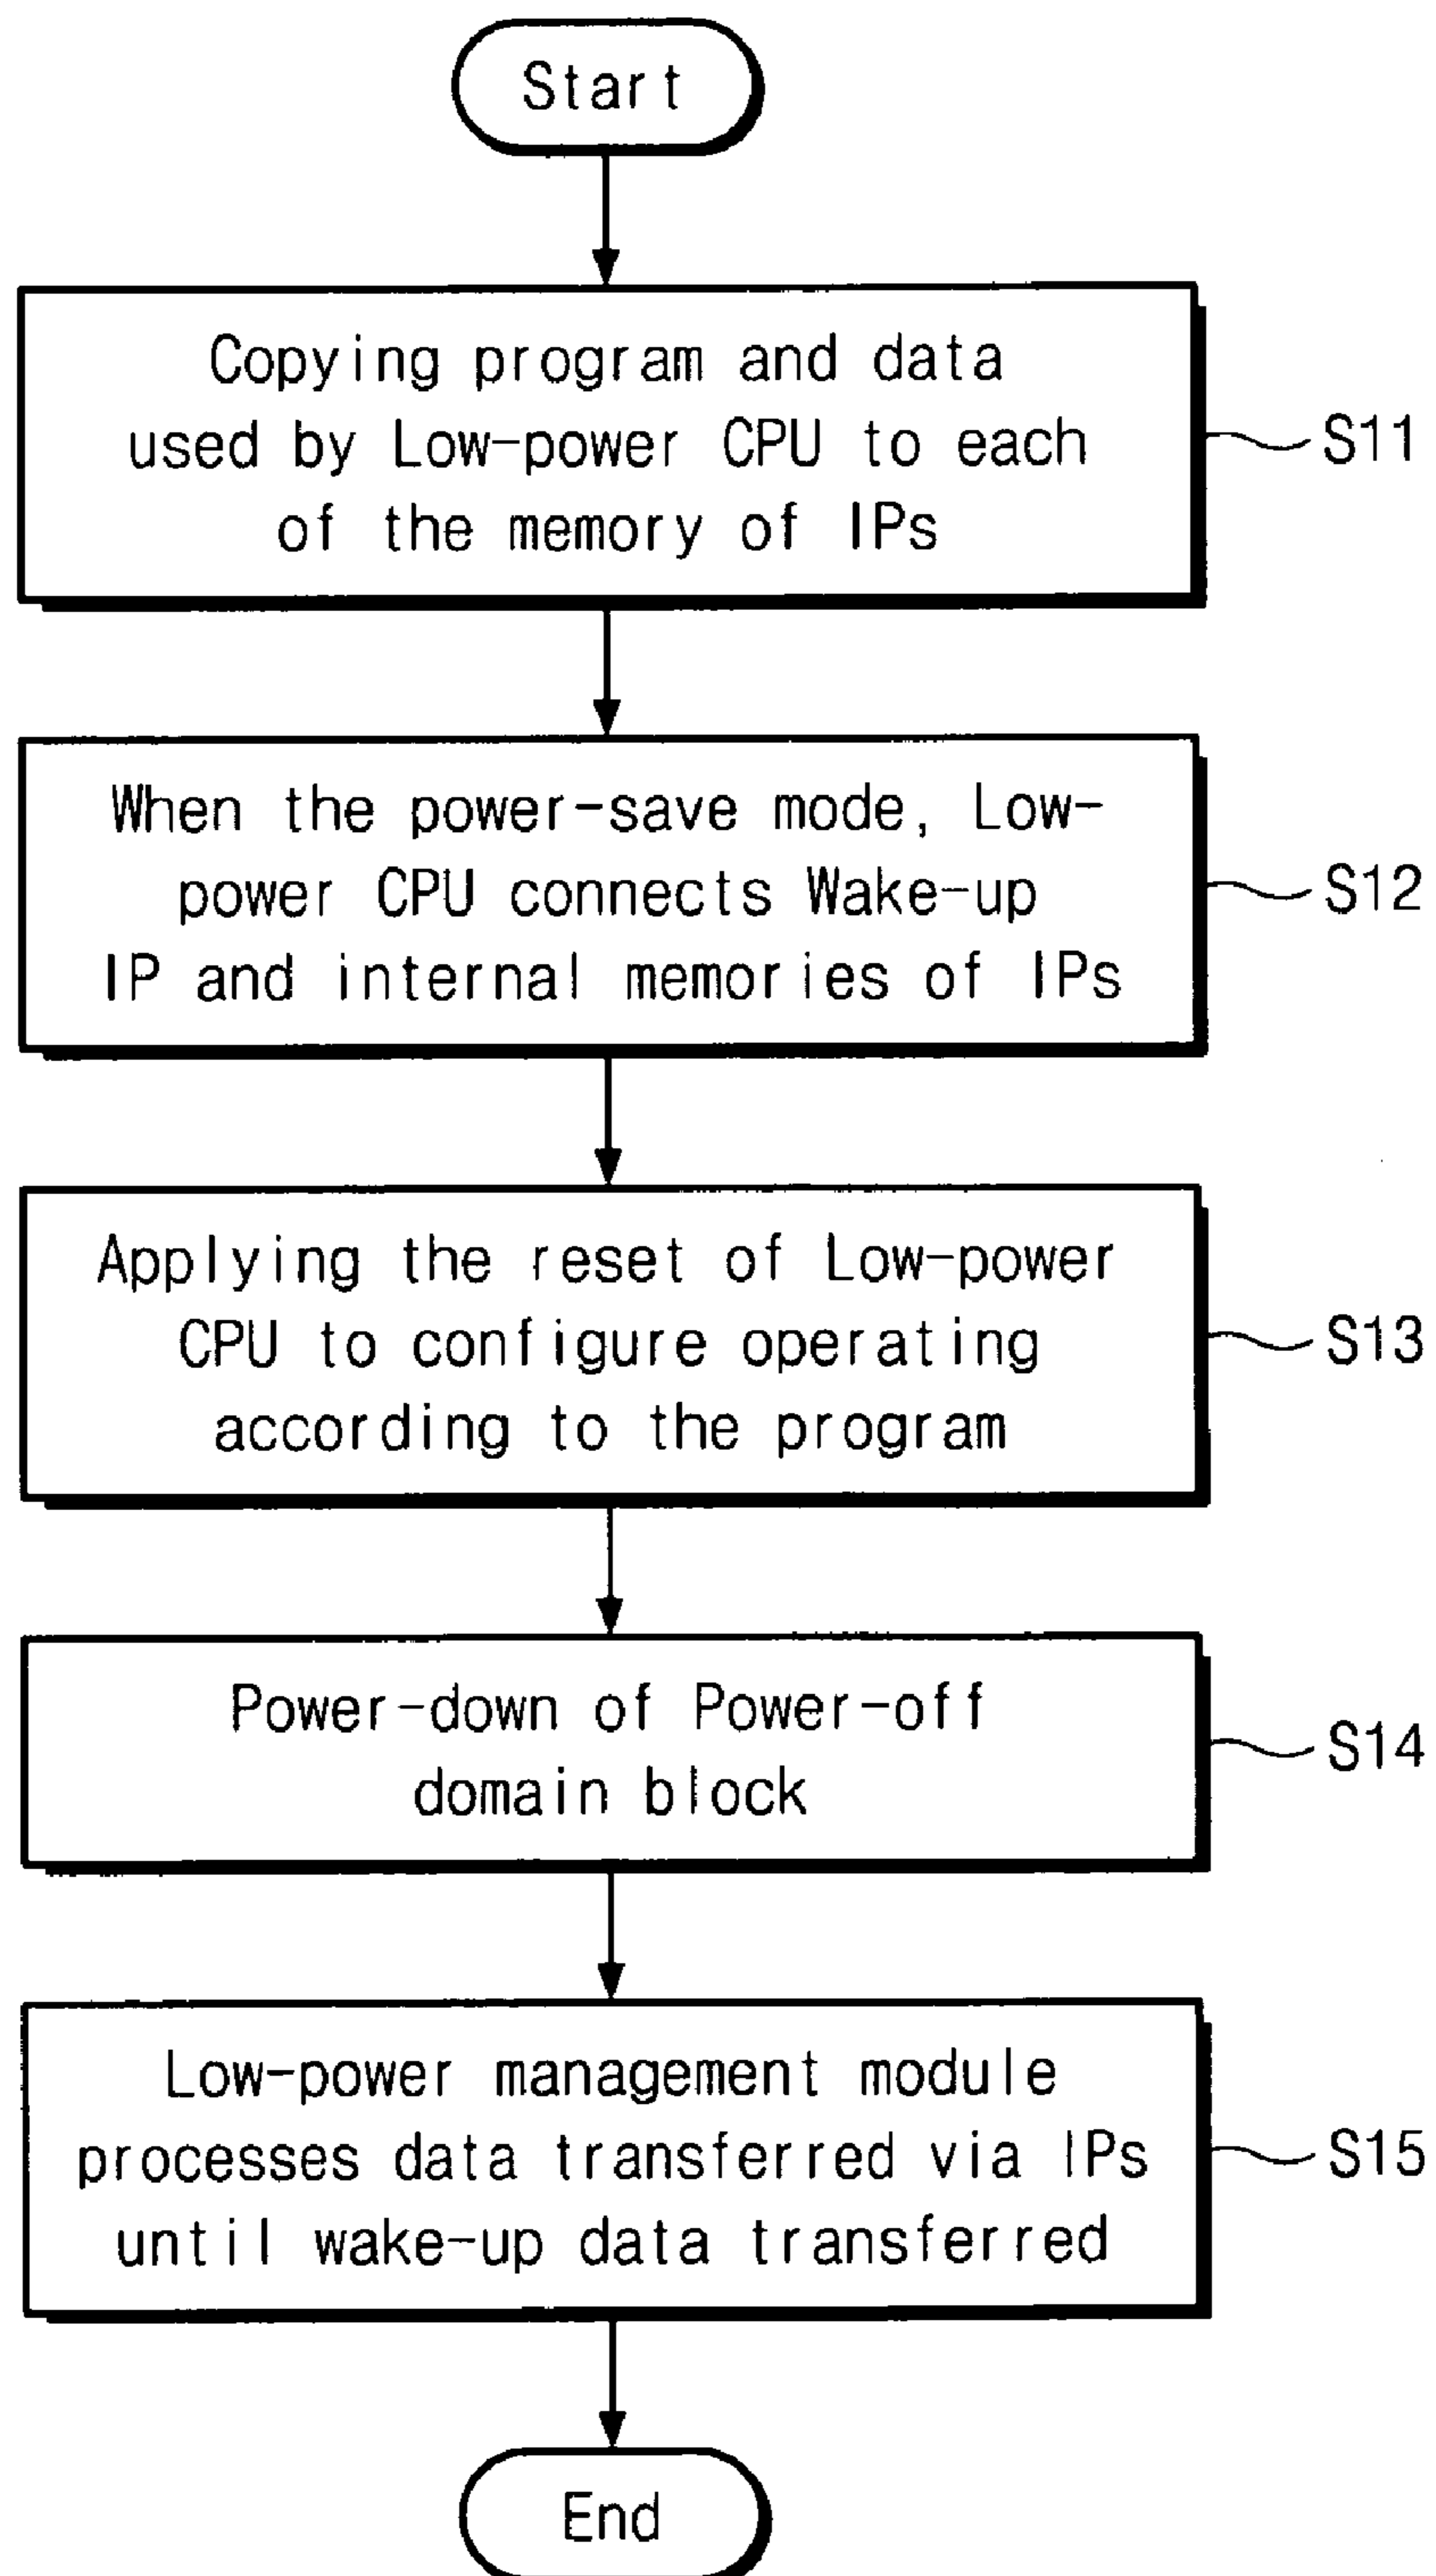 Start
Copying program and data
used by Low-power CPU to each
of the memory of IPs
S11
When the power-save mode, Low-
power CPU connects Wake-up
IP and internal memories of IPs
S12
Applying the reset of Low-power
CPU to configure operating
according to the program
S13
Power-down of Power-off
domain block
S14
Low-power management module
processes data transferred via IPs
until wake-up data transferred
S15
End